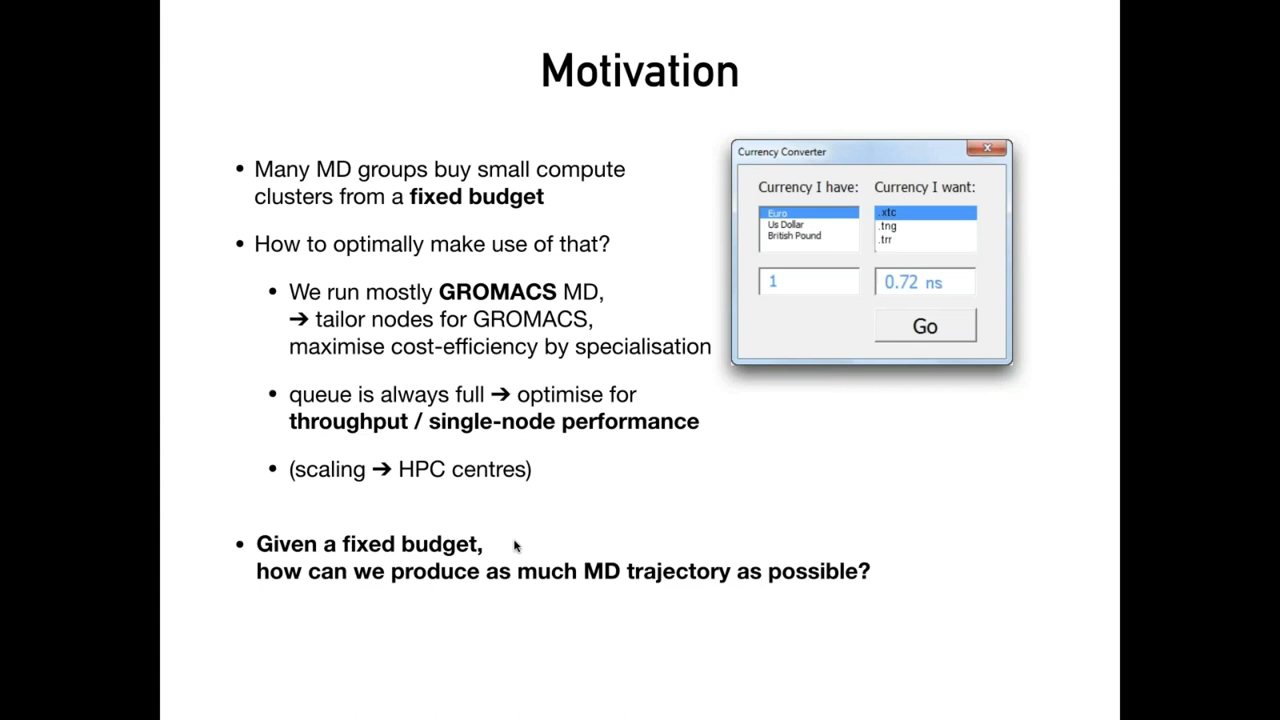 Motivation
• Many MD groups buy small compute
clusters from a fixed budget
• How to optimally make use of that?
• We run mostly GROMACS MD,
➔ tailor nodes for GROMACS,
maximise cost-efficiency by specialisation
• queue is always full ➔ optimise for
throughput / single-node performance
• (scaling ➔ HPC centres)
• Given a fixed budget,
how can we produce as much MD trajectory as possible?
Currency Converter
Currency I have: Currency I want:
Euro .xtc
Us Dollar .tng
British Pound .trr
1 0.72 ns
Go